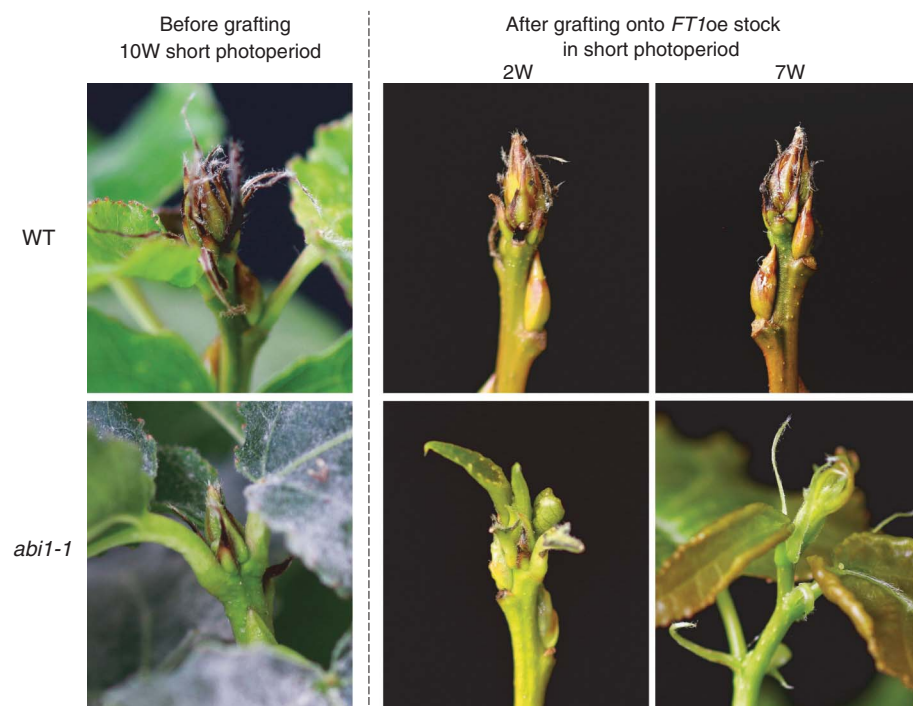 Before grafting
10W short photoperiod
After grafting onto FT1oe stock
in short photoperiod
2W
7W
WT
abi1-1